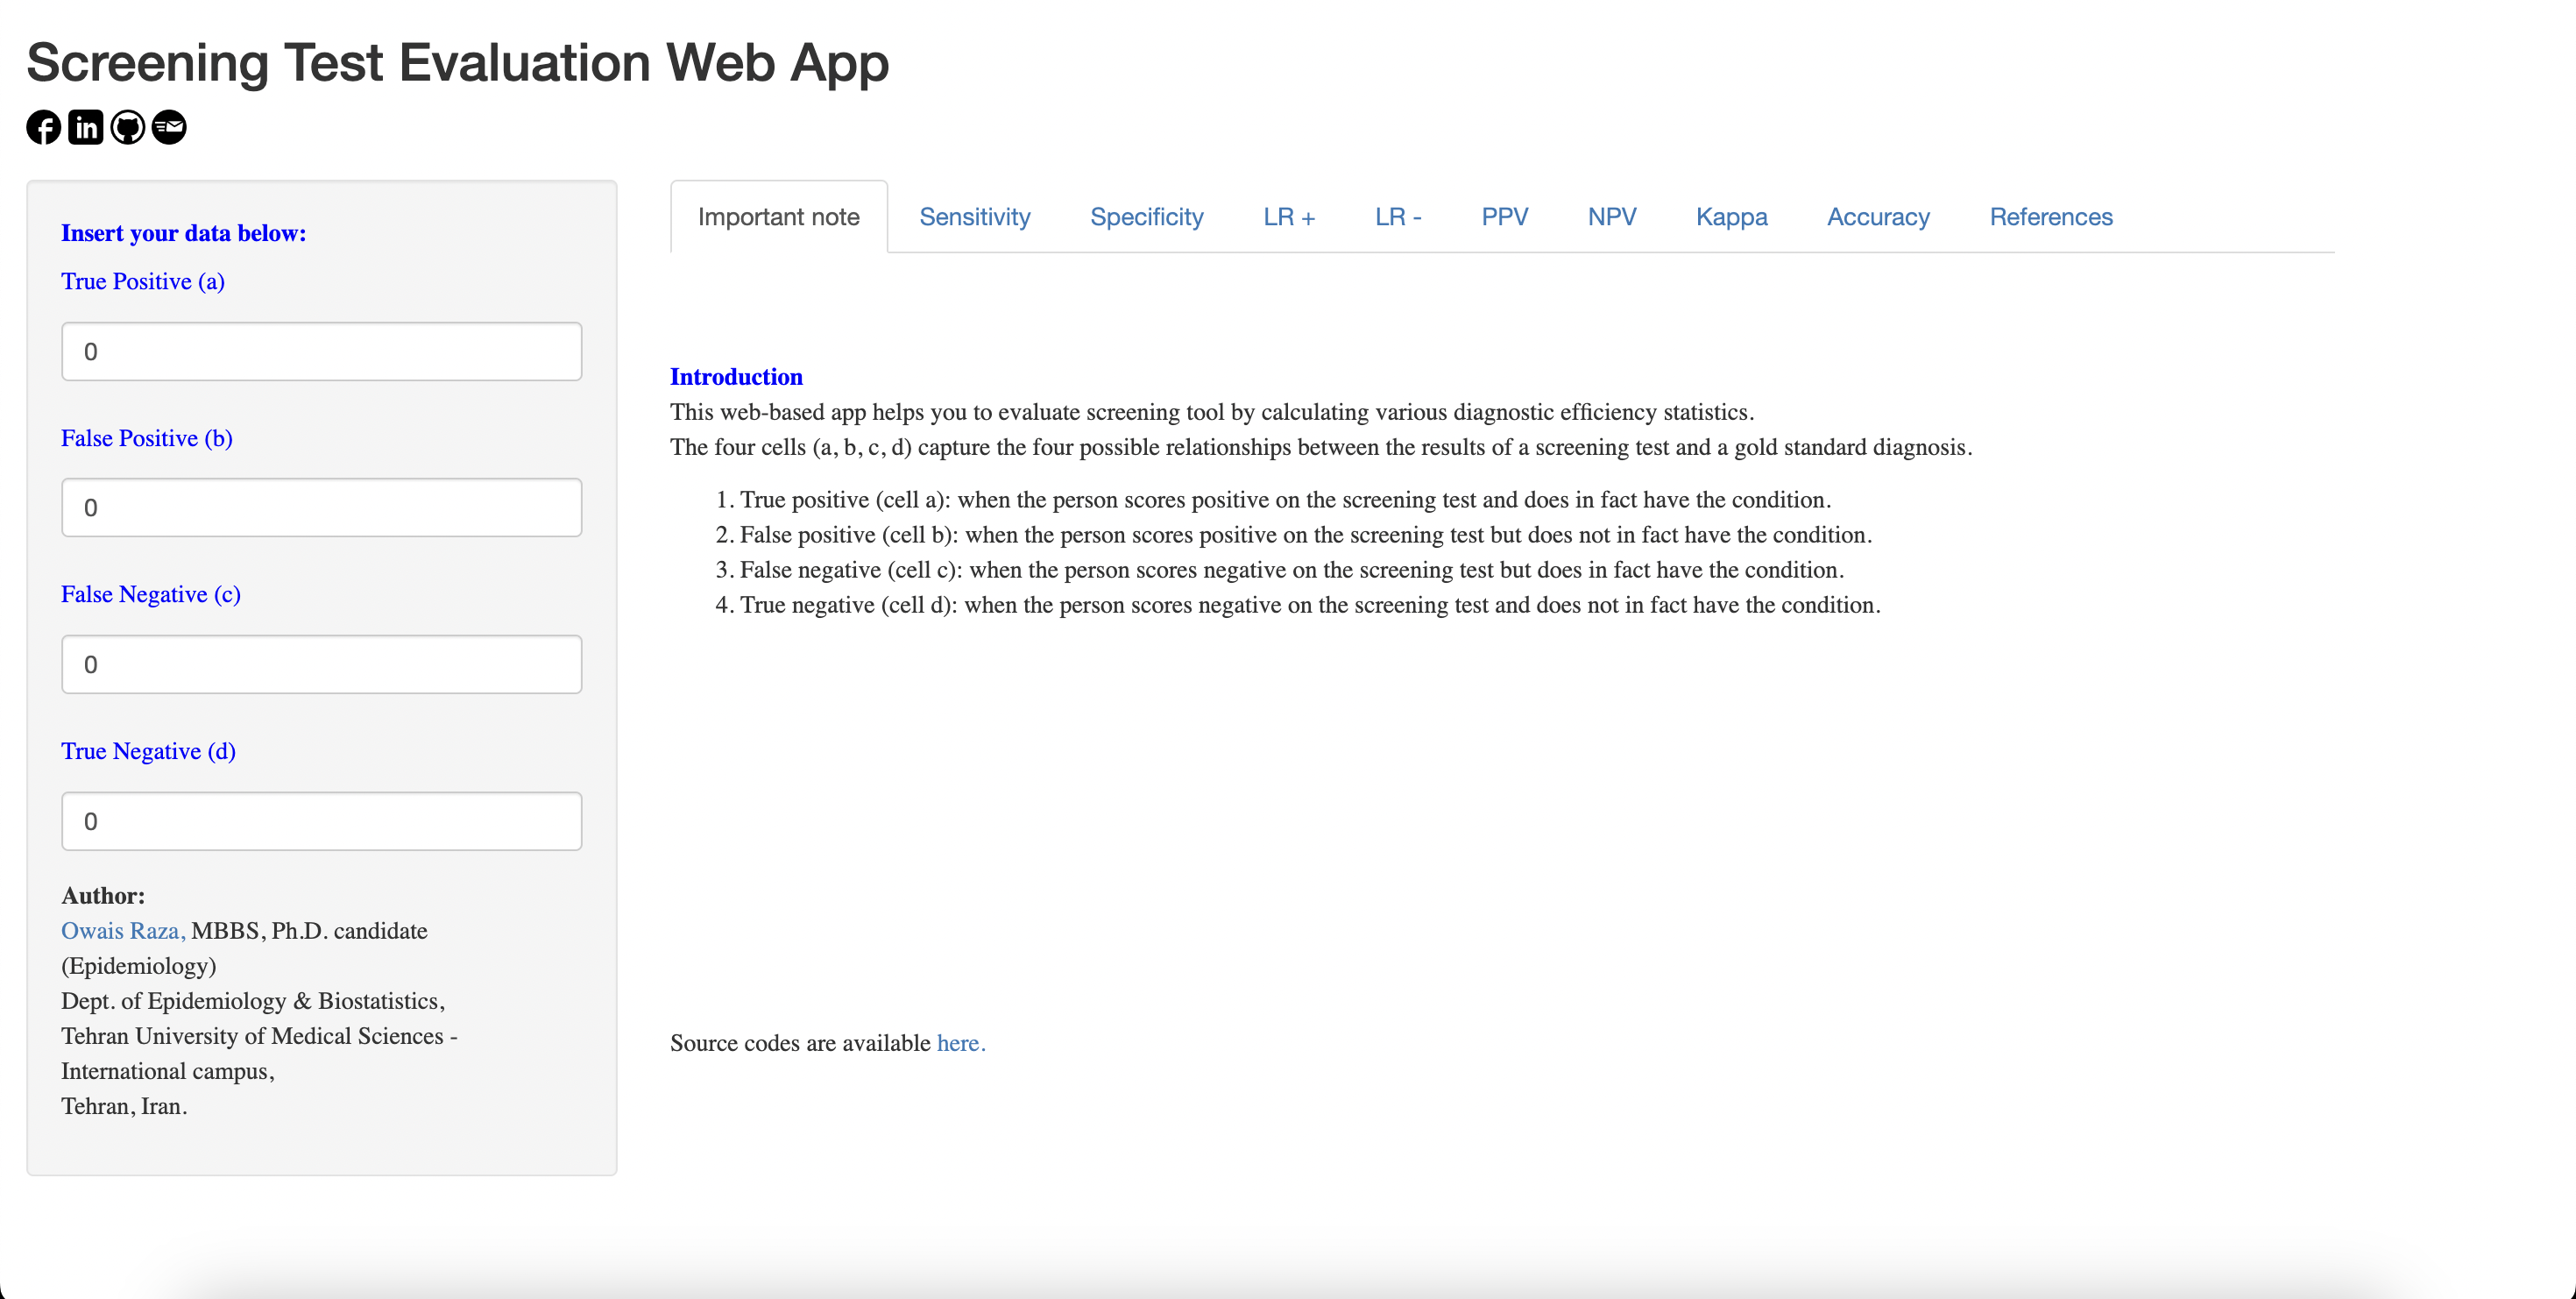 Screening Test Evaluation Web App
Insert your data below:
True Positive (a)
0
False Positive (b)
0
False Negative (c)
0
True Negative (d)
0
Author:
Owais Raza, MBBS, Ph.D. candidate
(Epidemiology)
Dept. of Epidemiology & Biostatistics,
Tehran University of Medical Sciences -
International campus,
Tehran, Iran.
Important note Sensitivity Specificity LR + LR - PPV NPV Kappa Accuracy References
Introduction
This web-based app helps you to evaluate screening tool by calculating various diagnostic efficiency statistics.
The four cells (a, b, c, d) capture the four possible relationships between the results of a screening test and a gold standard diagnosis.
1. True positive (cell a): when the person scores positive on the screening test and does in fact have the condition.
2. False positive (cell b): when the person scores positive on the screening test but does not in fact have the condition.
3. False negative (cell c): when the person scores negative on the screening test but does in fact have the condition.
4. True negative (cell d): when the person scores negative on the screening test and does not in fact have the condition.
Source codes are available here.